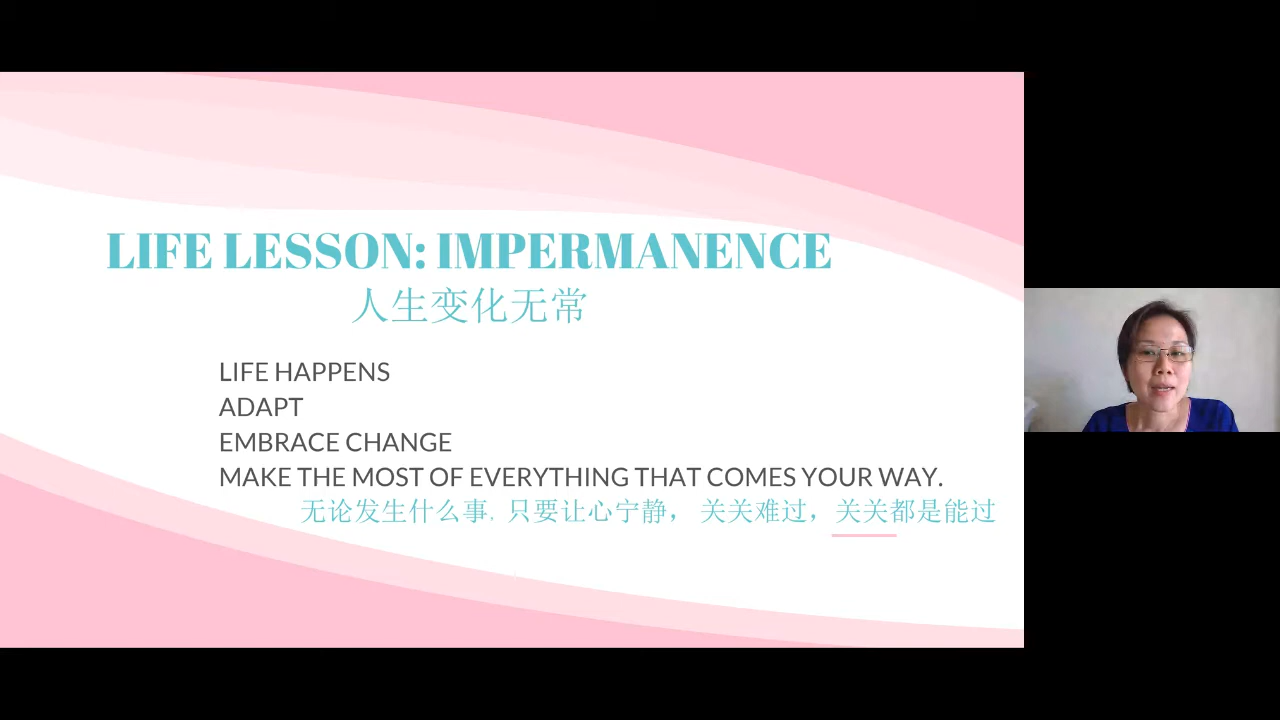 LIFE LESSON: IMPERMANENCE
人生变化无常
LIFE HAPPENS
ADAPT
EMBRACE CHANGE
MAKE THE MOST OF EVERYTHING THAT COMES YOUR WAY.
无论发生什么事, 只要让心宁静， 关关难过，关关都是能过